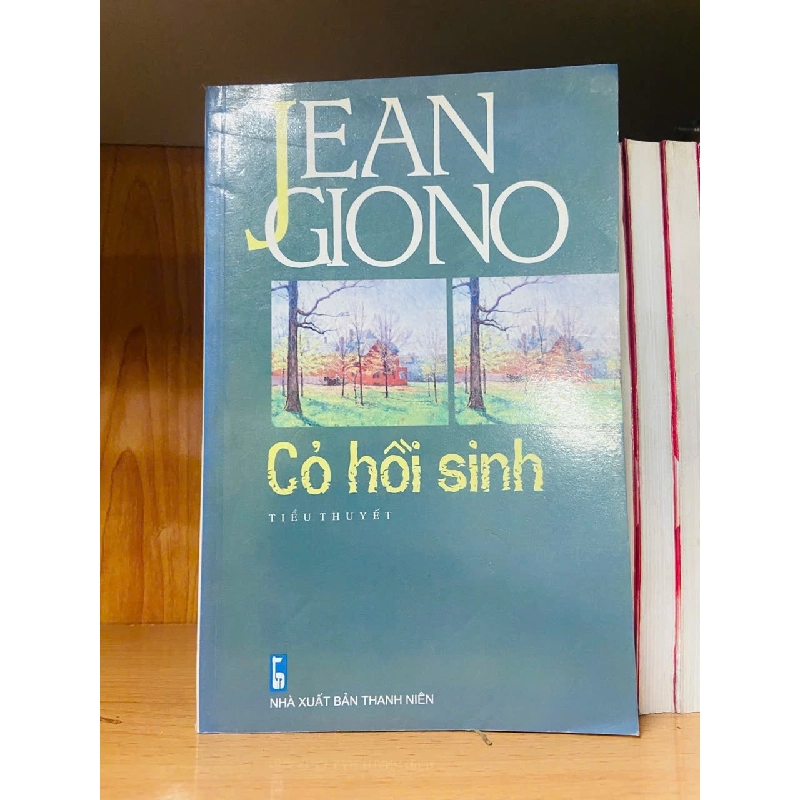 JEAN
GIONO
Cỏ hồi sinh
TIỂU THUYẾT
NHÀ XUẤT BẢN THANH NIÊN